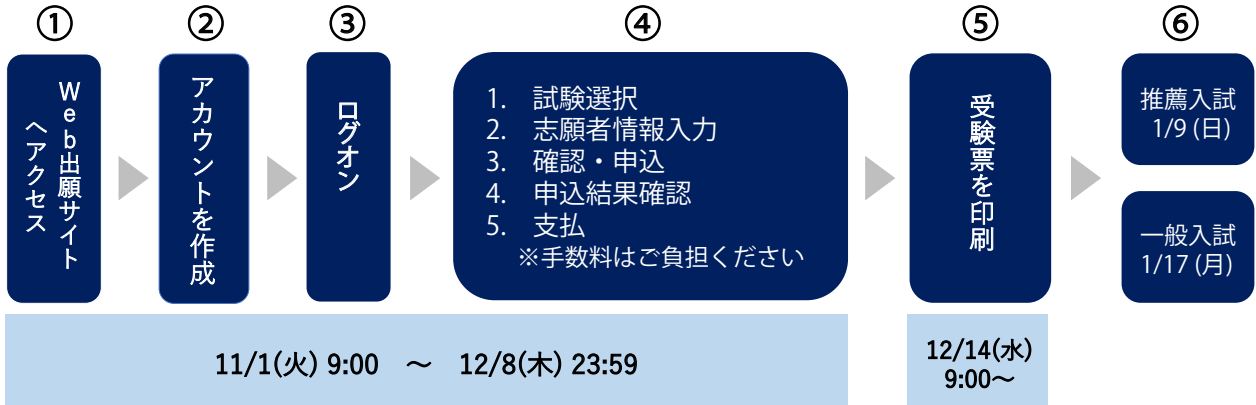 ①
Web出願サイト
へアクセス
②
アカウントを作成
③
ログオン
④
1. 試験選択
2. 志願者情報入力
3. 確認・申込
4. 申込結果確認
5. 支払
※手数料はご負担ください
⑤
受験票を印刷
⑥
推薦入試
1/9 (日)
一般入試
1/17 (月)
11/1(火) 9:00 ～ 12/8(木) 23:59
12/14(水)
9:00～